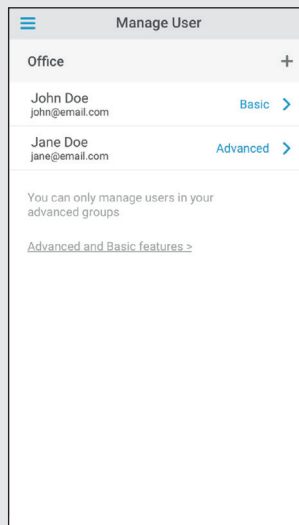 Manage User
Office
John Doe
john@email.com
Basic
Jane Doe
jane@email.com
Advanced
You can only manage users in your
advanced groups
Advanced and Basic features >